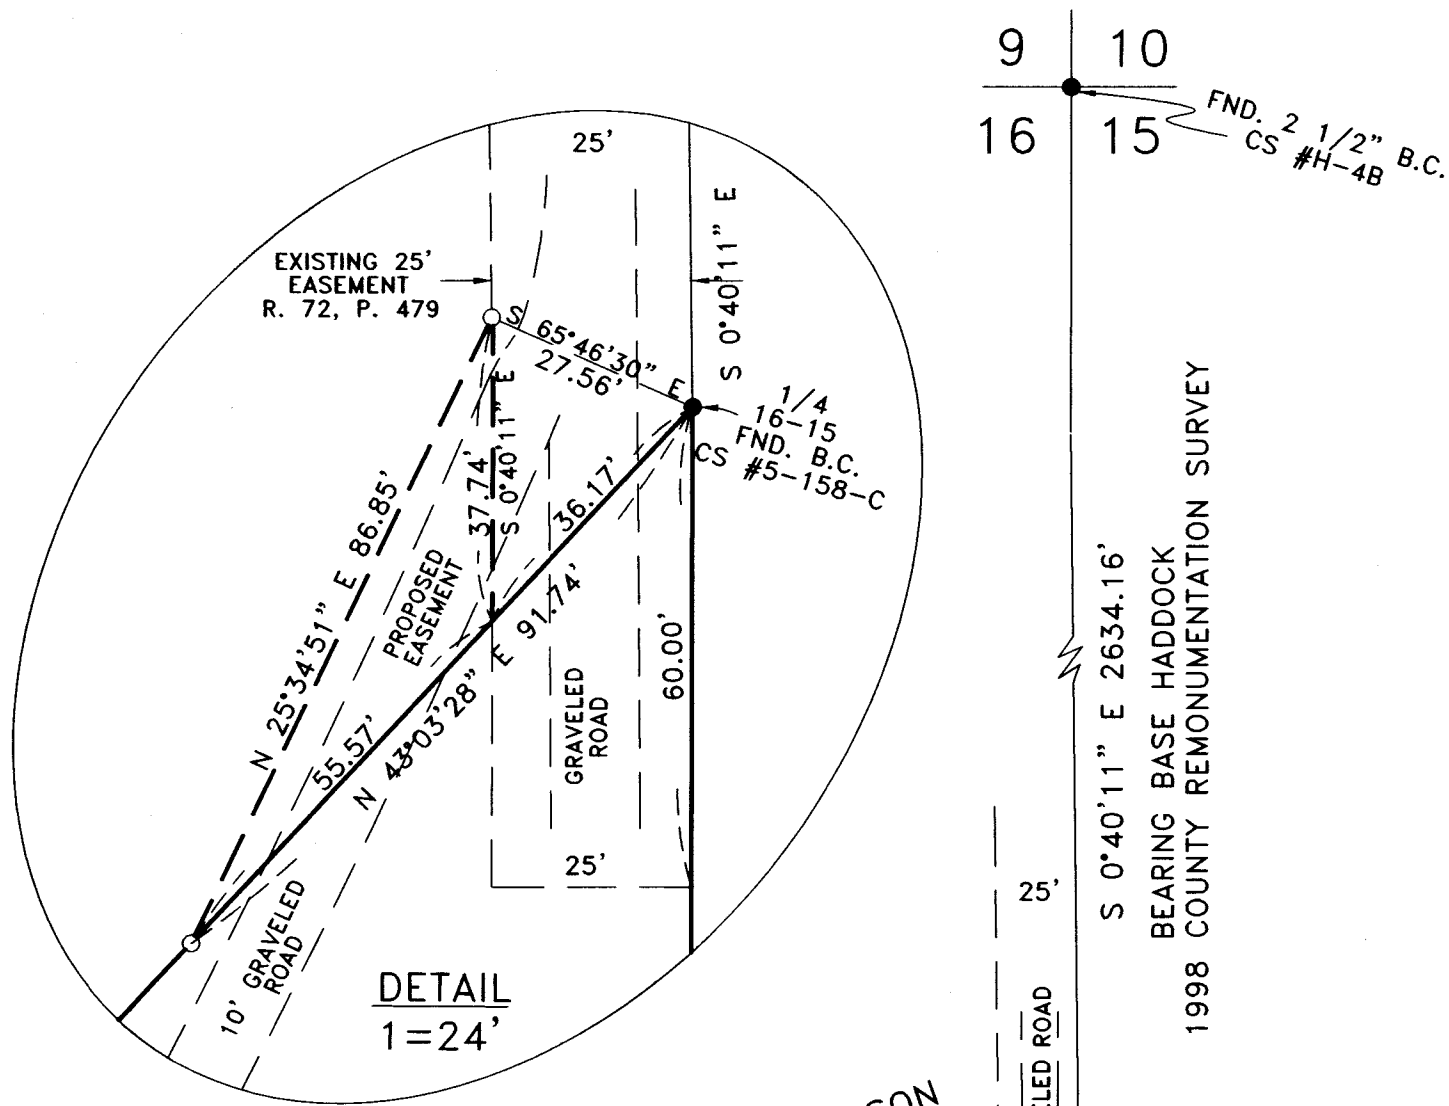 9 10
16 15
FND. 2 1/2" B.C.
CS #H-4B
25'
EXISTING 25'
EASEMENT
R. 72, P. 479
S 0°40'11" E
S 65°46'30" E
27.56'
1/4
16-15
FND. B.C.
CS #5-158-C
37.74'
S 0°40'11" E
36.17'
N 25°34'51" E 86.85'
PROPOSED
EASEMENT
55.57'
N 43°03'28" E 91.74'
GRAVELED
ROAD
60.00'
25'
10' GRAVELED
ROAD
DETAIL
1=24'
S 0°40'11" E 2634.16'
BEARING BASE HADDOCK
1998 COUNTY REMONUMENTATION SURVEY
25'
ELED ROAD
SON